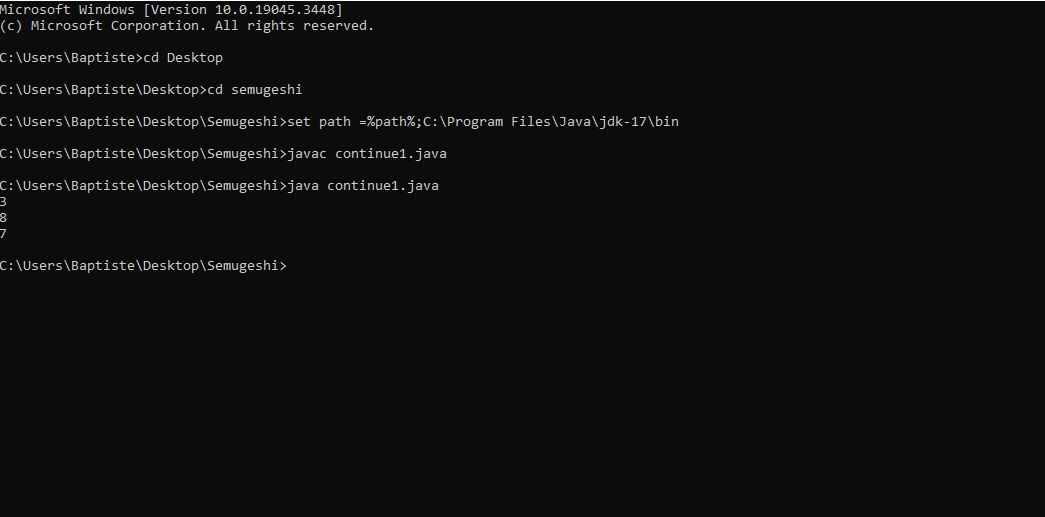 Microsoft Windows [Version 10.0.19045.3448]
(c) Microsoft Corporation. All rights reserved.
C:\Users\Baptiste>cd Desktop
C:\Users\Baptiste\Desktop>cd semugeshi
C:\Users\Baptiste\Desktop\Semugeshi>set path =%path%;C:\Program Files\Java\jdk-17\bin
C:\Users\Baptiste\Desktop\Semugeshi>javac continue1.java
C:\Users\Baptiste\Desktop\Semugeshi>java continue1.java
3
8
7
C:\Users\Baptiste\Desktop\Semugeshi>